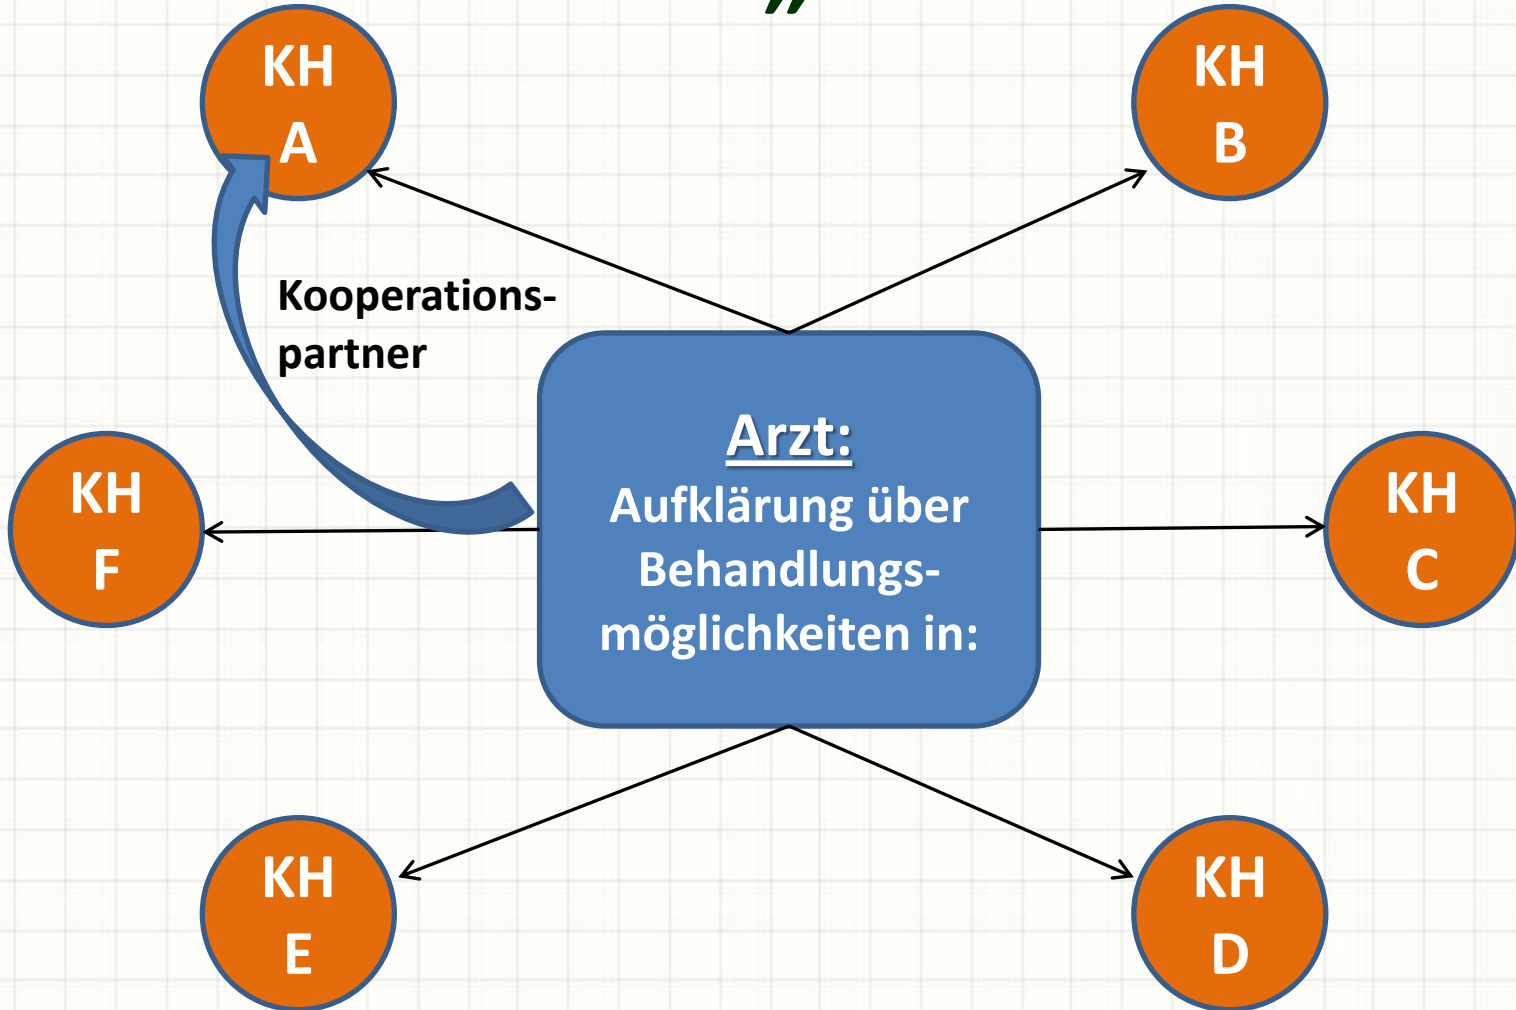 „
KH
A
KH
B
Kooperations-
partner
Arzt:
Aufklärung über
Behandlungs-
möglichkeiten in:
KH
F
KH
C
KH
E
KH
D